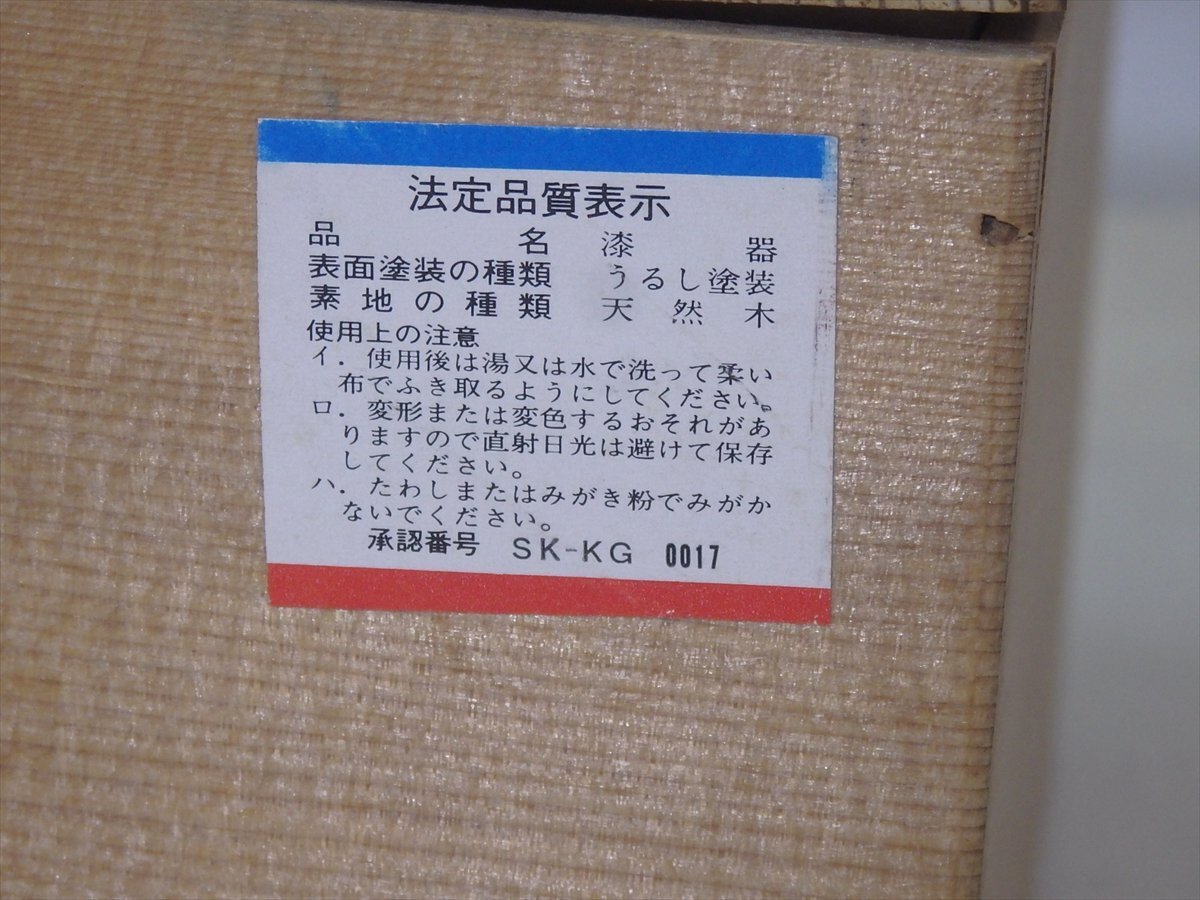 法定品質表示
品名 漆器
表面塗装の種類 うるし塗装
素地の種類 天然木
使用上の注意
イ．使用後は湯又は水で洗って柔い
布でふき取るようにしてください。
ロ．変形または変色するおそれがあ
りますので直射日光は避けて保存
してください。
ハ．たわしまたはみがき粉でみがか
ないでください。
承認番号 SK-KG 0017